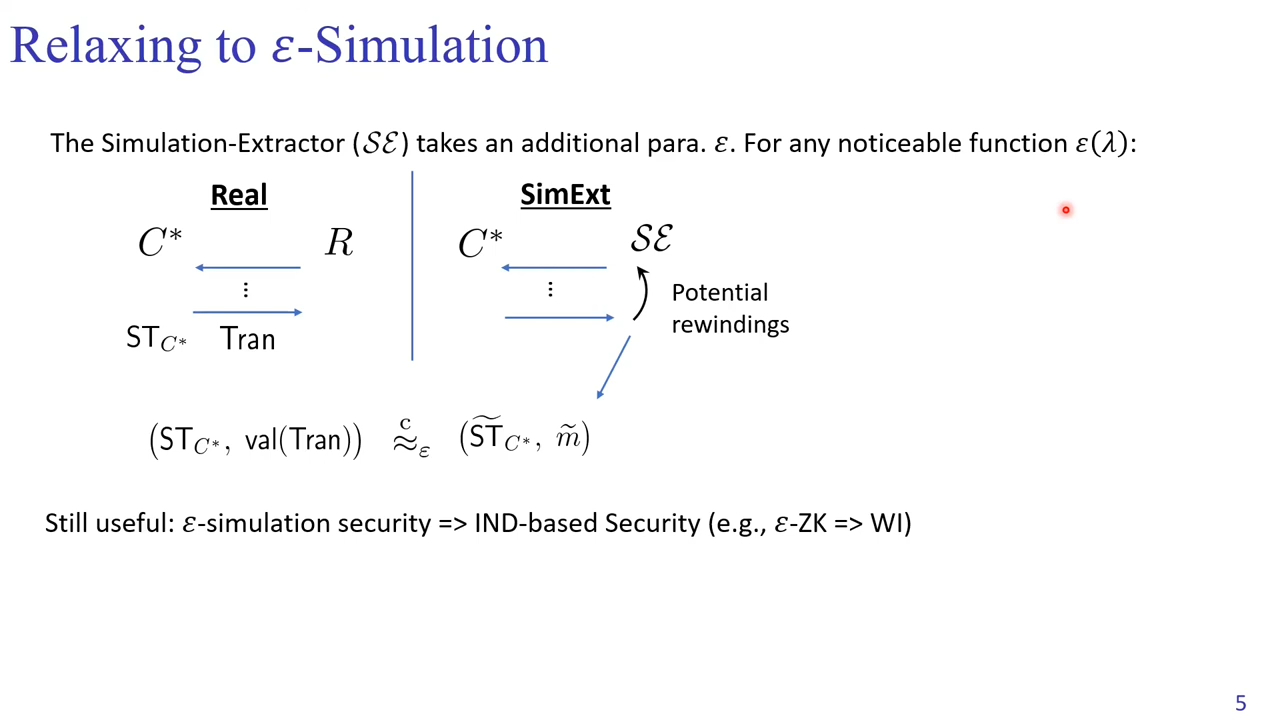 Relaxing to ε-Simulation
The Simulation-Extractor (𝒮ℰ) takes an additional para. ε. For any noticeable function ε(λ):
Real
SimExt
C* R
C* 𝒮ℰ
⋮
⋮
Potential
rewindings
ST_{C*} Tran
(ST_{C*}, val(Tran)) ≈^c_ε (S̃T̃_{C*}, m̃)
Still useful: ε-simulation security => IND-based Security (e.g., ε-ZK => WI)
5